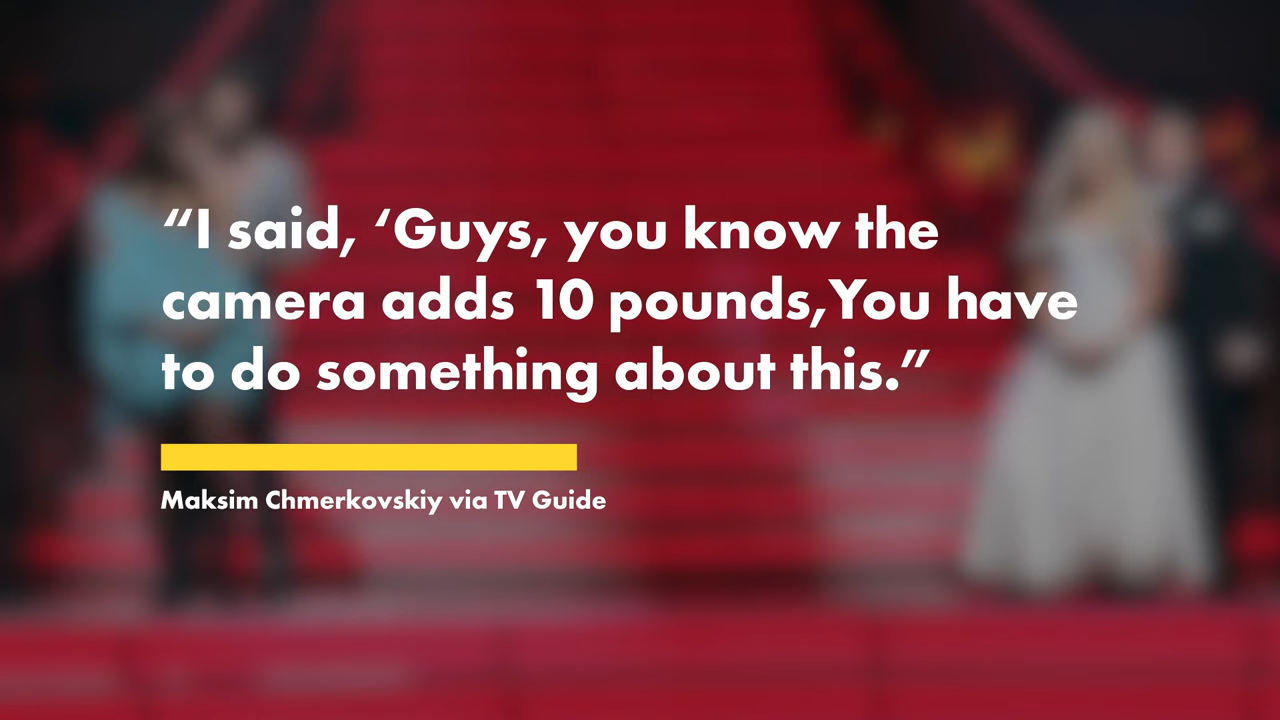 “I said, ‘Guys, you know the
camera adds 10 pounds,You have
to do something about this.”
Maksim Chmerkovskiy via TV Guide